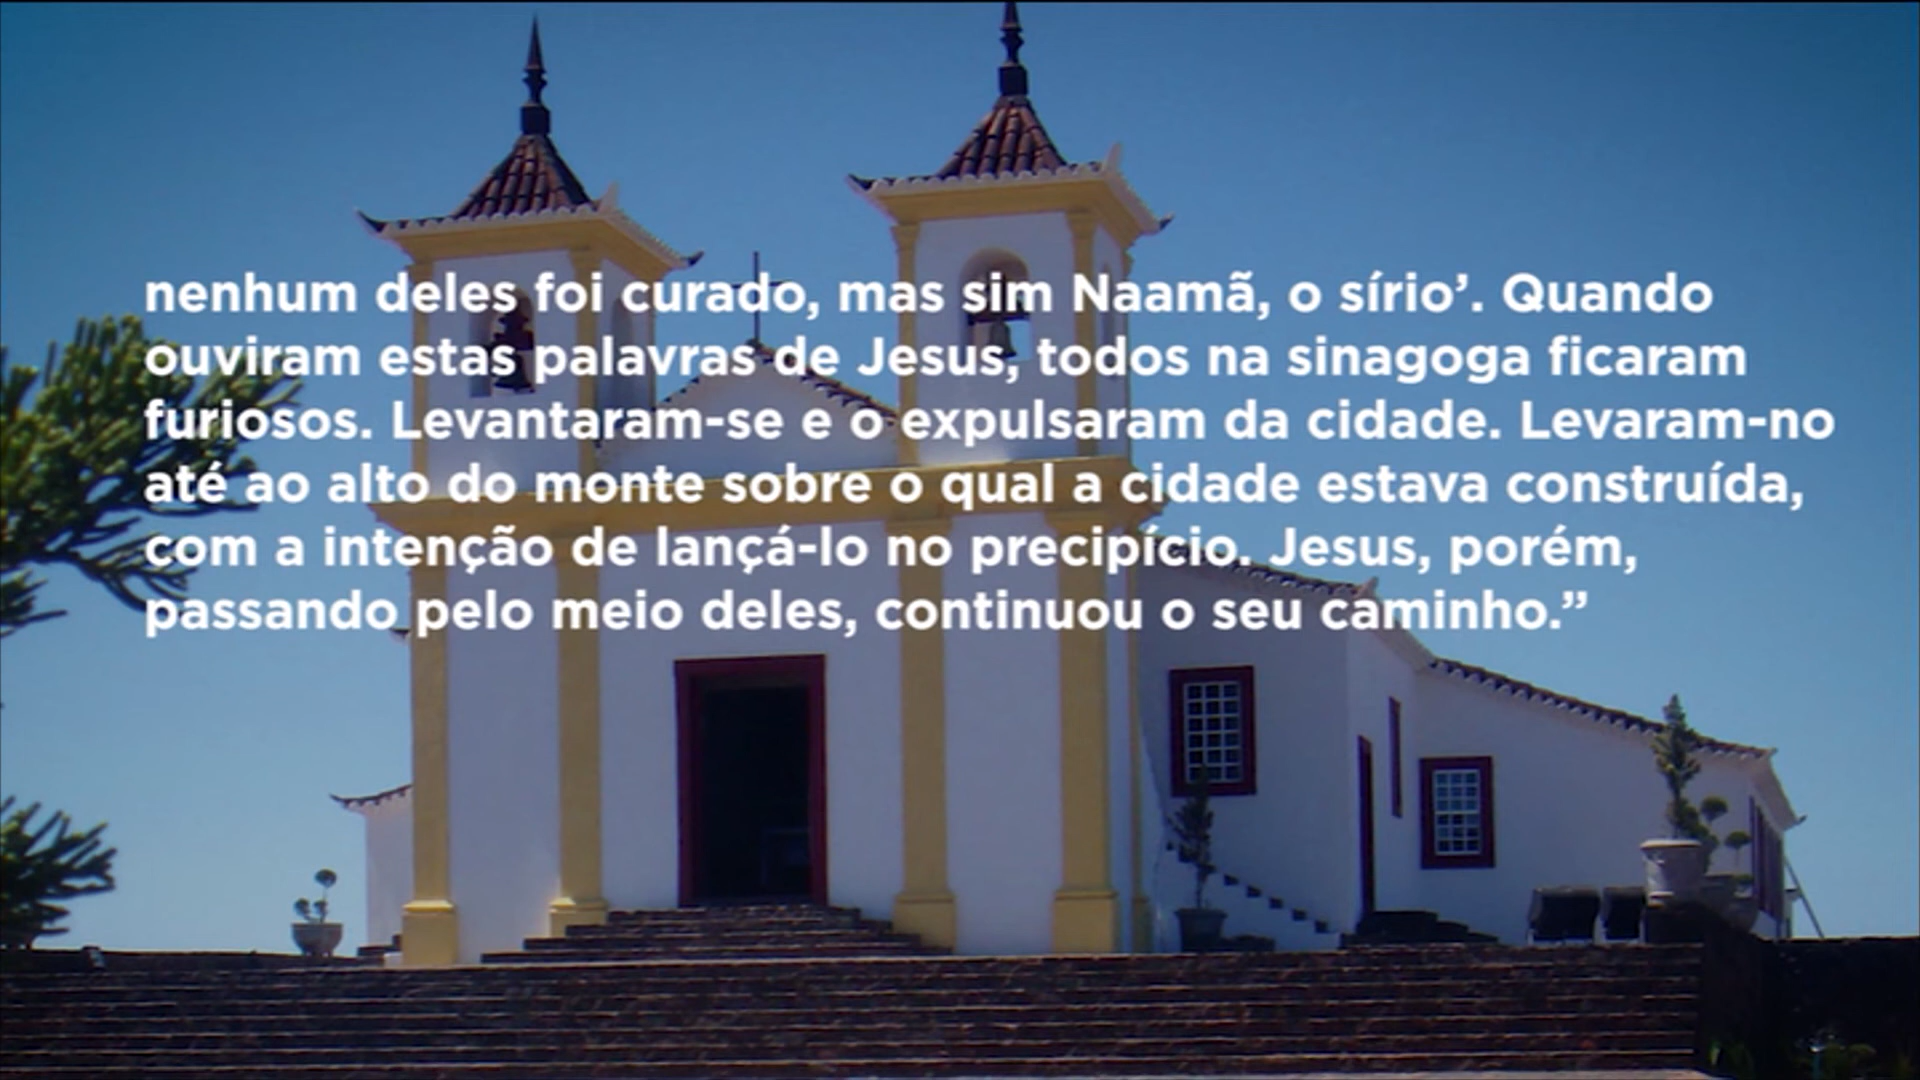 nenhum deles foi curado, mas sim Naamã, o sírio’. Quando
ouviram estas palavras de Jesus, todos na sinagoga ficaram
furiosos. Levantaram-se e o expulsaram da cidade. Levaram-no
até ao alto do monte sobre o qual a cidade estava construída,
com a intenção de lançá-lo no precipício. Jesus, porém,
passando pelo meio deles, continuou o seu caminho.”